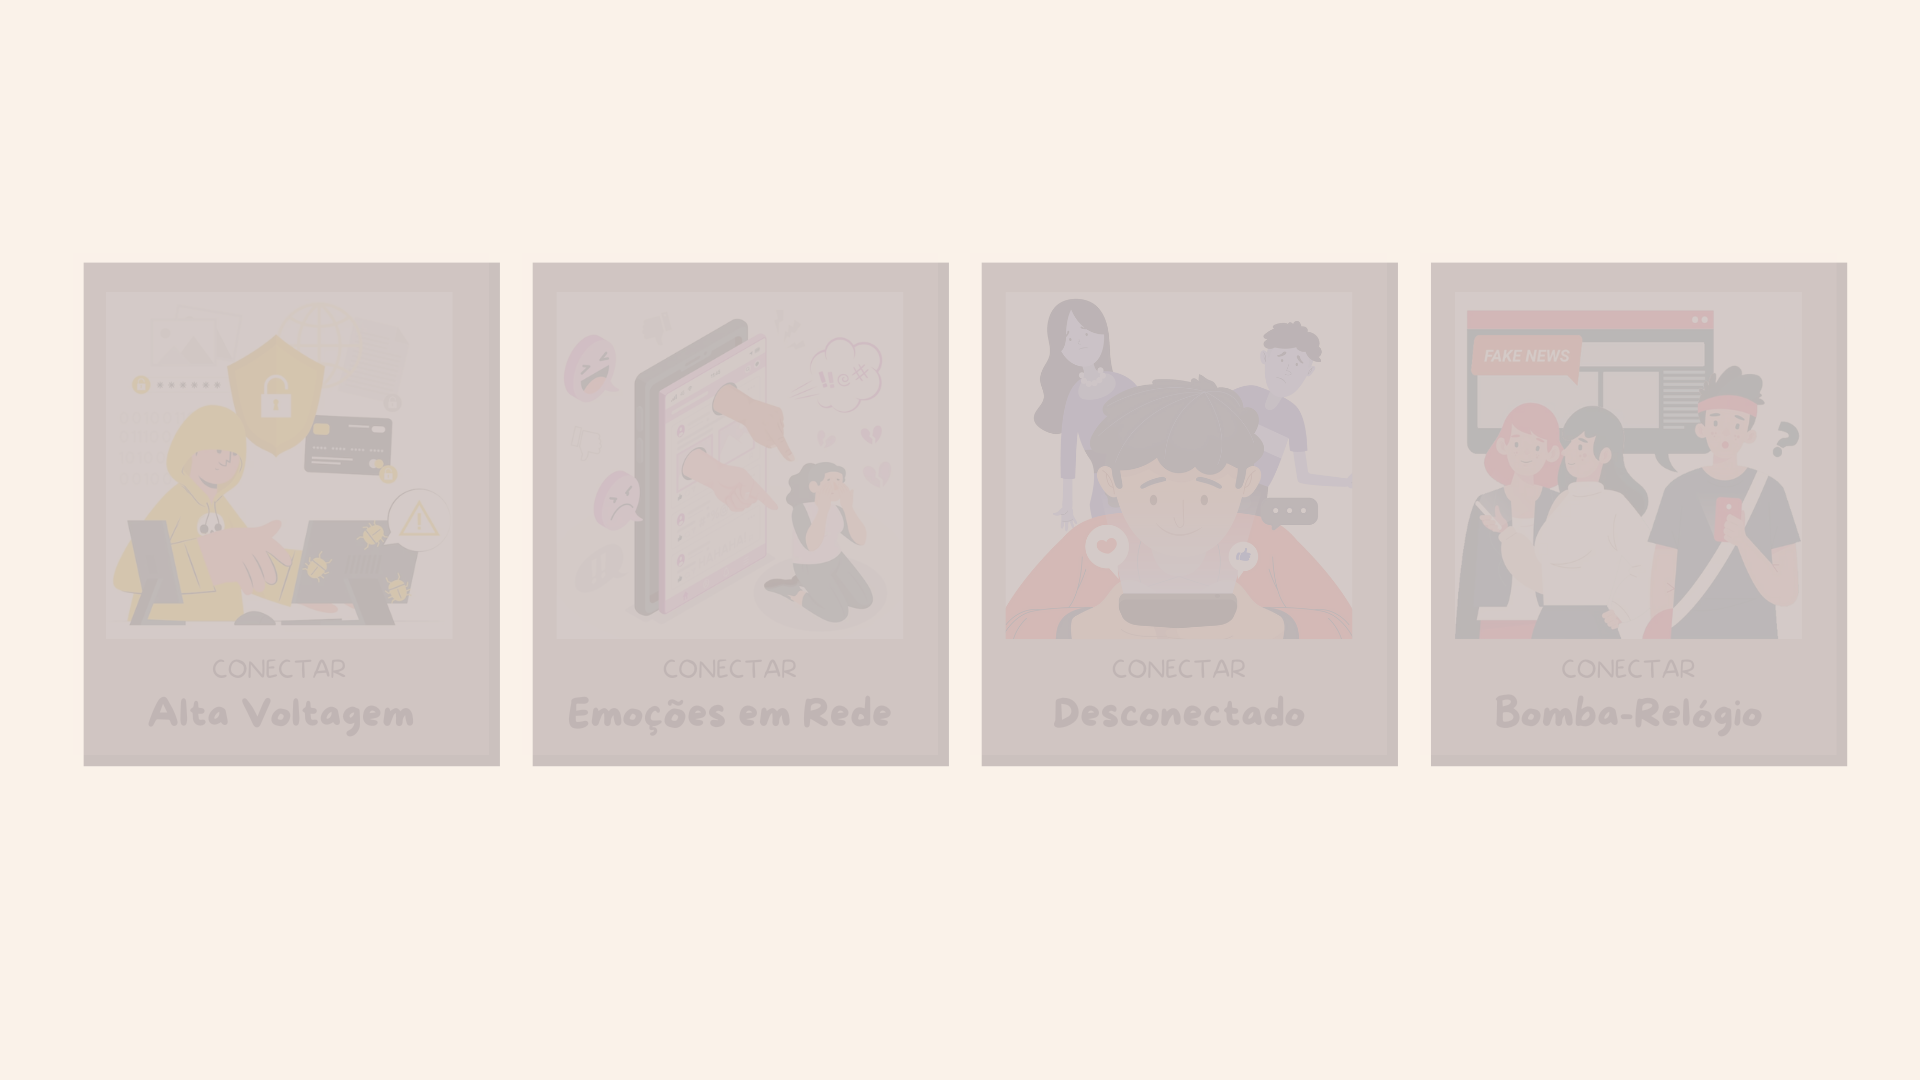 CONECTAR
Alta Voltagem
!!@#
CONECTAR
Emoções em Rede
CONECTAR
Desconectado
FAKE NEWS
?
CONECTAR
Bomba-Relógio